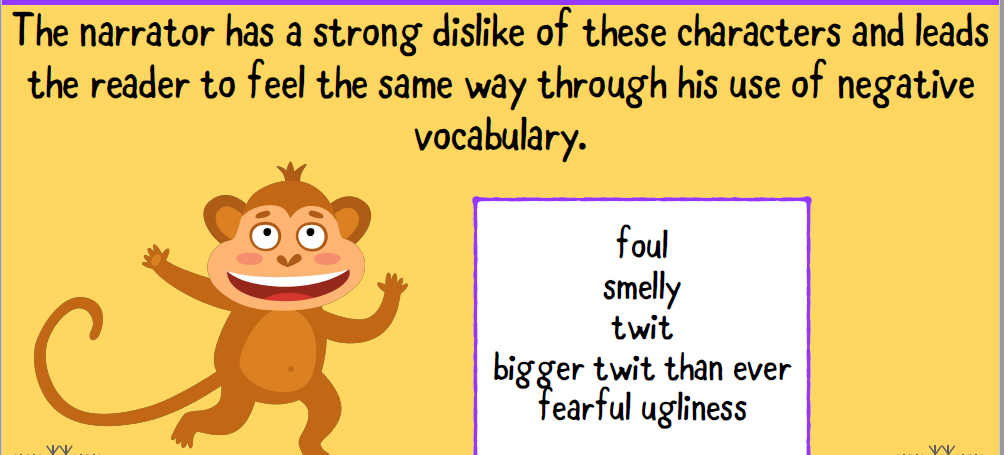 The narrator has a strong dislike of these characters and leads
the reader to feel the same way through his use of negative
vocabulary.
foul
smelly
twit
bigger twit than ever
fearful ugliness